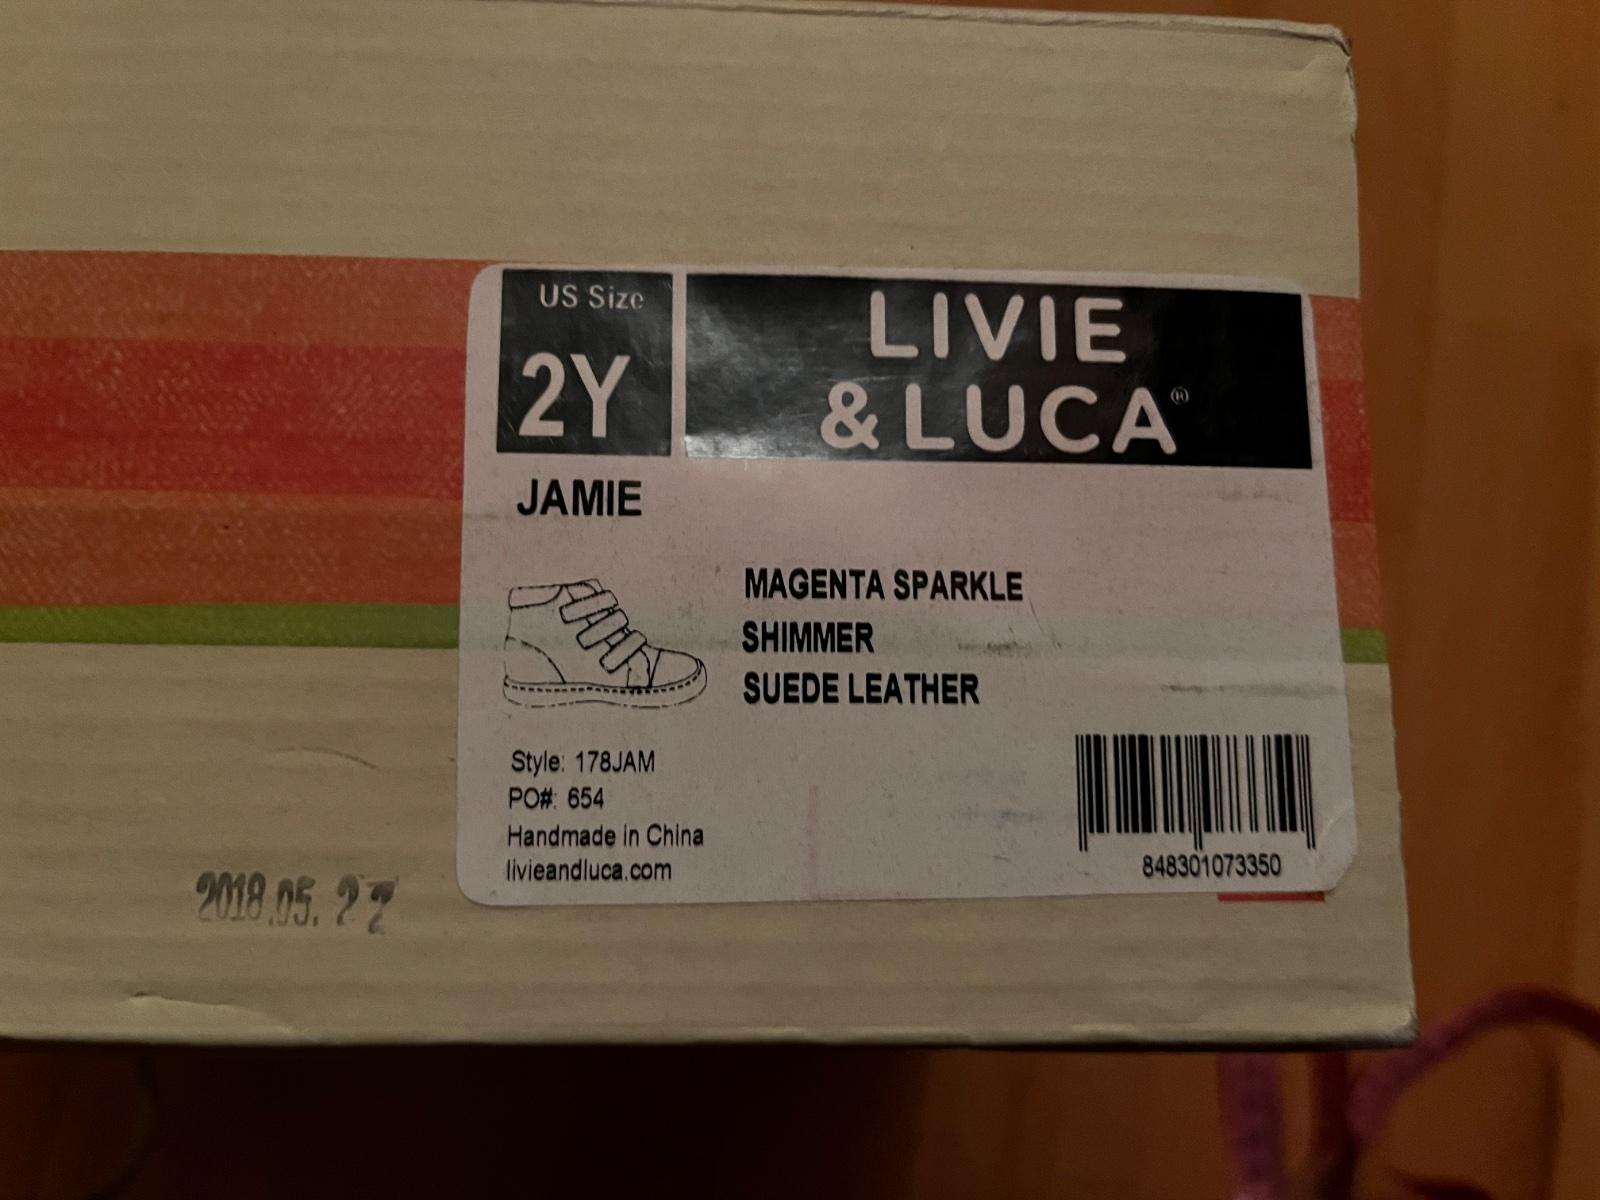 US Size
2Y
LIVIE
& LUCA®
JAMIE
MAGENTA SPARKLE
SHIMMER
SUEDE LEATHER
Style: 178JAM
PO#: 654
Handmade in China
livieandluca.com
848301073350
2018.05.22